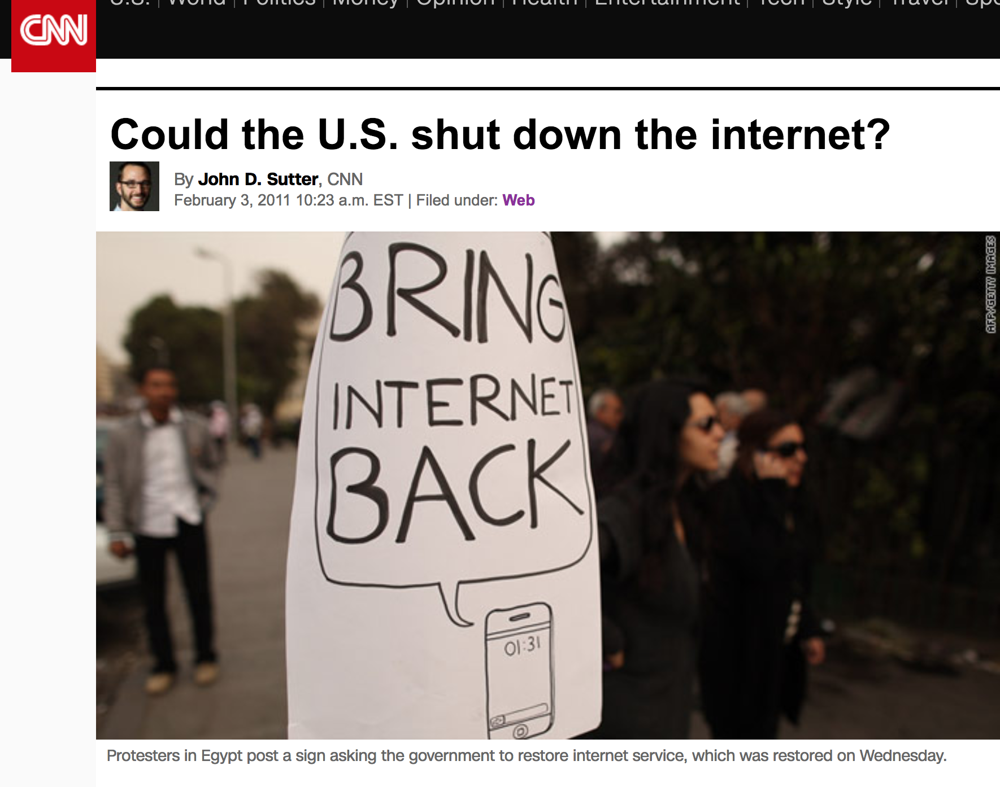 U.S. | World | Politics | Money | Opinion | Health | Entertainment | Tech | Style | Travel |
CNN
Could the U.S. shut down the internet?
By John D. Sutter, CNN
February 3, 2011 10:23 a.m. EST | Filed under: Web
AFP/GETTY IMAGES
BRING
INTERNET
BACK
01:31
Protesters in Egypt post a sign asking the government to restore internet service, which was restored on Wednesday.